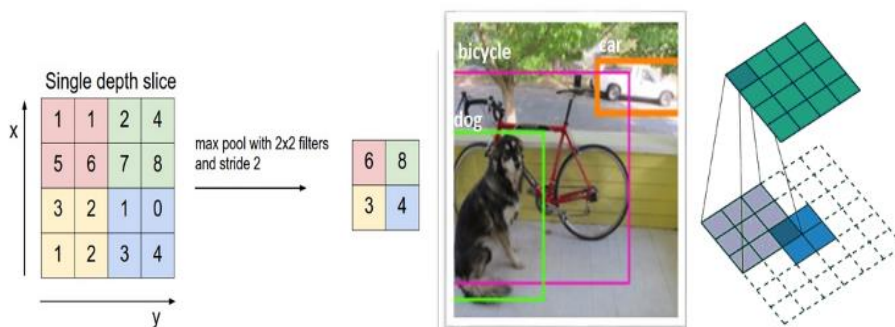 Single depth slice
x
1 1 2 4
5 6 7 8
3 2 1 0
1 2 3 4
y
max pool with 2x2 filters
and stride 2
6 8
3 4
bicycle
car
dog